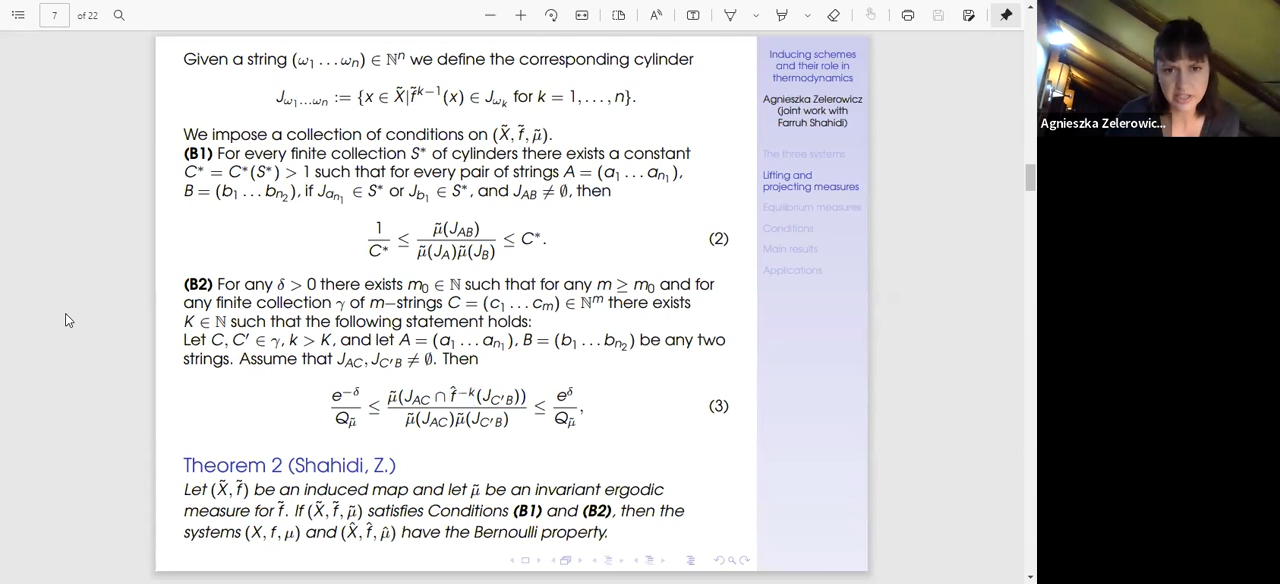 7 of 22
Given a string (ω₁ … ωₙ) ∈ ℕⁿ we define the corresponding cylinder
J_{ω₁…ωₙ} := {x ∈ X̃ | f̃^{k−1}(x) ∈ J_{ωₖ} for k = 1, …, n}.
We impose a collection of conditions on (X̃, f̃, μ̃).
(B1) For every finite collection S* of cylinders there exists a constant
C* = C*(S*) > 1 such that for every pair of strings A = (a₁ … a_{n₁}),
B = (b₁ … b_{n₂}), if J_{a_{n₁}} ∈ S* or J_{b₁} ∈ S*, and J_{AB} ≠ ∅, then
1/C* ≤ μ̃(J_{AB}) / μ̃(J_A)μ̃(J_B) ≤ C*. (2)
(B2) For any δ > 0 there exists m₀ ∈ ℕ such that for any m ≥ m₀ and for
any finite collection γ of m−strings C = (c₁ … cₘ) ∈ ℕᵐ there exists
K ∈ ℕ such that the following statement holds:
Let C, C′ ∈ γ, k > K, and let A = (a₁ … a_{n₁}), B = (b₁ … b_{n₂}) be any two
strings. Assume that J_{AC}, J_{C′B} ≠ ∅. Then
e^{−δ}/Q_{μ̃} ≤ μ̃(J_{AC} ∩ f̂^{−k}(J_{C′B})) / μ̃(J_{AC})μ̃(J_{C′B}) ≤ e^{δ}/Q_{μ̃}, (3)
Theorem 2 (Shahidi, Z.)
Let (X̃, f̃) be an induced map and let μ̃ be an invariant ergodic
measure for f̃. If (X̃, f̃, μ̃) satisfies Conditions (B1) and (B2), then the
systems (X, f, μ) and (X̂, f̂, μ̂) have the Bernoulli property.
Inducing schemes
and their role in
thermodynamics
Agnieszka Zelerowicz
(joint work with
Farruh Shahidi)
The three systems
Lifting and
projecting measures
Equilibrium measures
Conditions
Main results
Applications
Agnieszka Zelerowic...